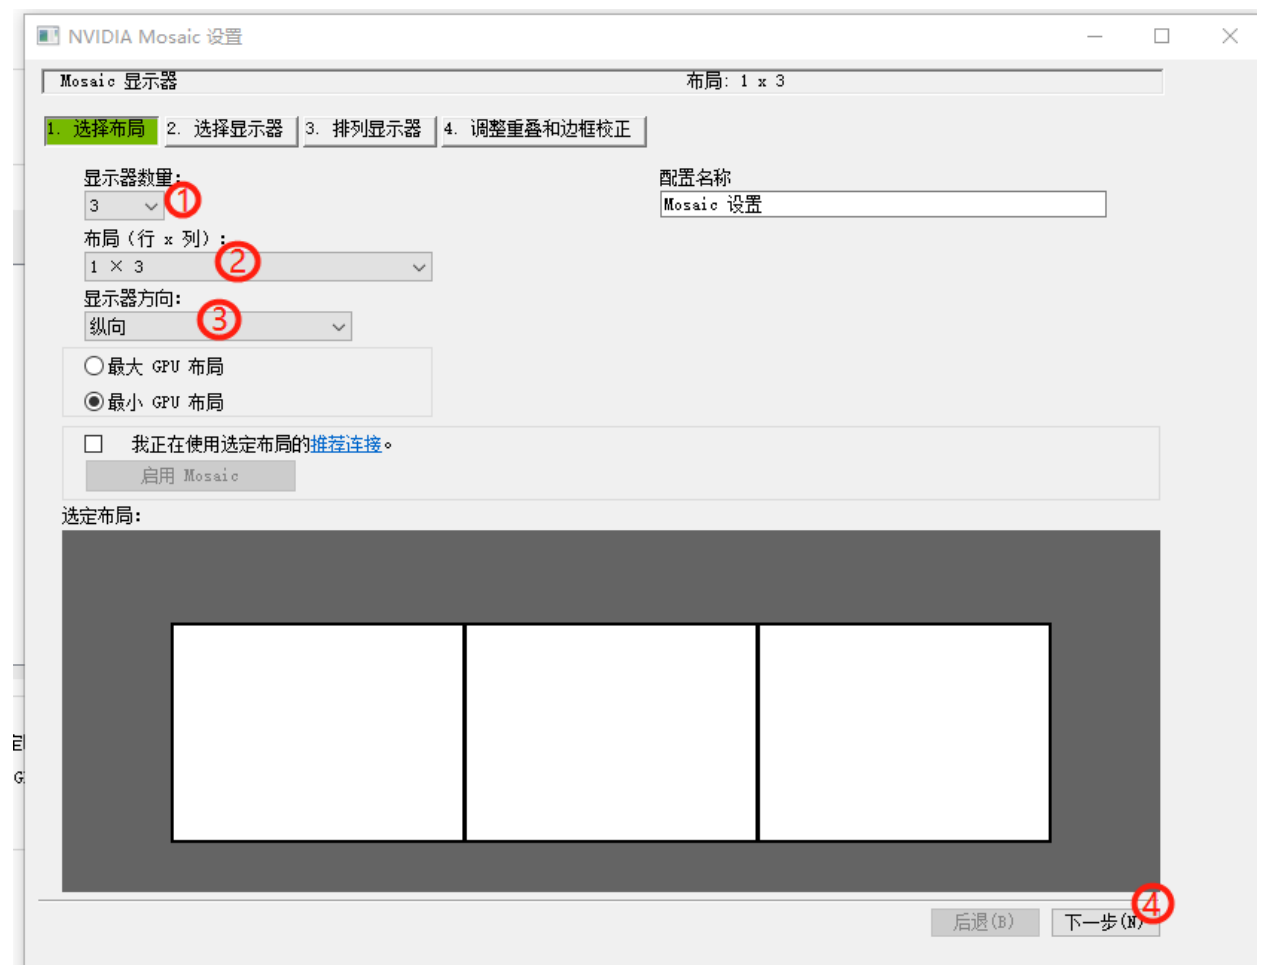 NVIDIA Mosaic 设置
Mosaic 显示器 布局: 1 x 3
1. 选择布局 2. 选择显示器 3. 排列显示器 4. 调整重叠和边框校正
显示器数量: 配置名称
3 ① Mosaic 设置
布局（行 x 列）:
1 × 3 ②
显示器方向:
纵向 ③
最大 GPU 布局
最小 GPU 布局
我正在使用选定布局的推荐连接。
启用 Mosaic
选定布局:
④
后退(B) 下一步(N)